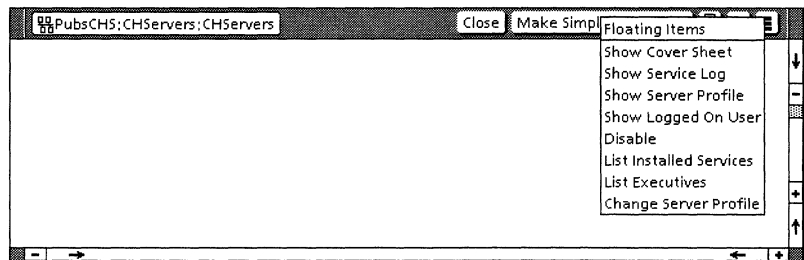 PubsCHS:CHServers:CHServers Close Make Simpl
Floating Items
Show Cover Sheet
Show Service Log
Show Server Profile
Show Logged On User
Disable
List Installed Services
List Executives
Change Server Profile